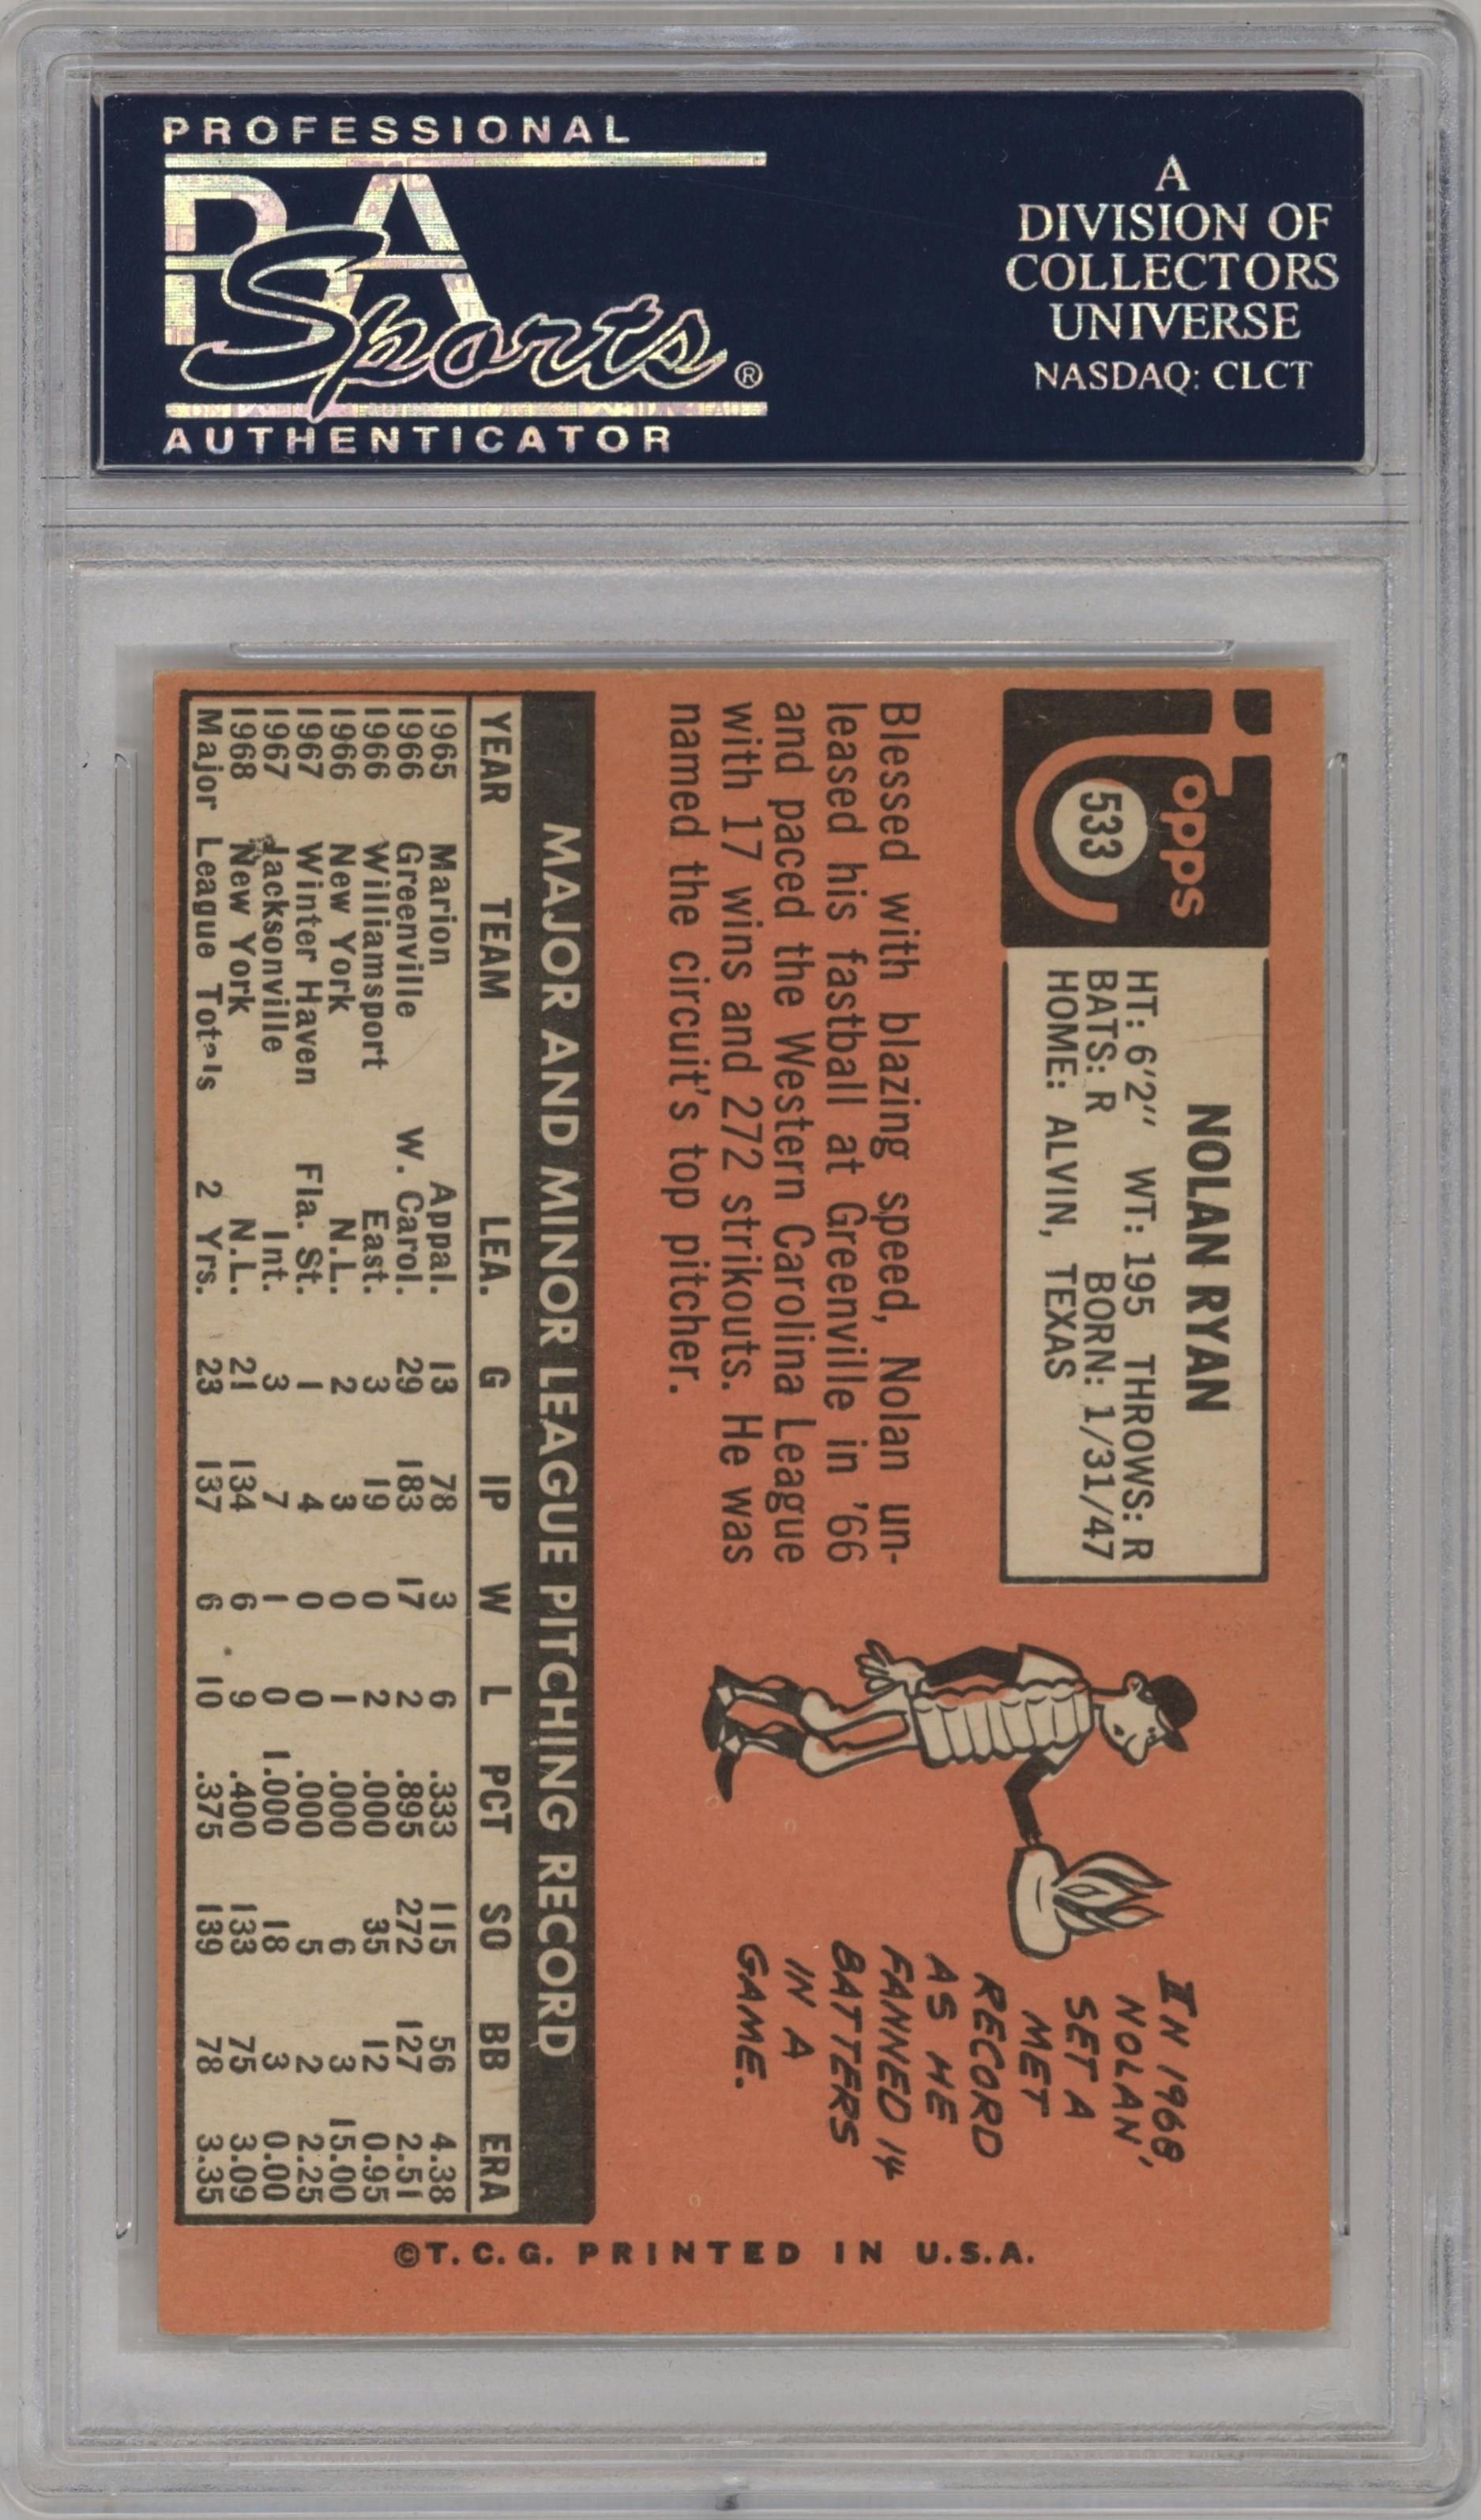 PROFESSIONAL
PSA
Sports®
AUTHENTICATOR
A
DIVISION OF
COLLECTORS
UNIVERSE
NASDAQ: CLCT
Topps
533
NOLAN RYAN
HT: 6'2" WT: 195 THROWS: R
BATS: R BORN: 1/31/47
HOME: ALVIN, TEXAS
Blessed with blazing speed, Nolan un-
leased his fastball at Greenville in '66
and paced the Western Carolina League
with 17 wins and 272 strikouts. He was
named the circuit's top pitcher.
IN 1968,
NOLAN
SET A
MET
RECORD
AS HE
FANNED 14
BATTERS
IN A
GAME.
MAJOR AND MINOR LEAGUE PITCHING RECORD
YEAR TEAM LEA. G IP W L PCT SO BB ERA
1965 Marion Appal. 13 78 3 6 .333 115 56 4.38
1966 Greenville W. Carol. 29 183 17 2 .895 272 127 2.51
1966 Williamsport East. 3 19 0 2 .000 35 12 0.95
1966 New York N.L. 2 3 0 1 .000 6 3 15.00
1967 Winter Haven Fla. St. 1 4 0 0 .000 5 2 2.25
1967 Jacksonville Int. 3 7 1 0 1.000 18 3 0.00
1968 New York N.L. 21 134 6 9 .400 133 75 3.09
Major League Totals 2 Yrs. 23 137 6 10 .375 139 78 3.35
©T.C.G. PRINTED IN U.S.A.